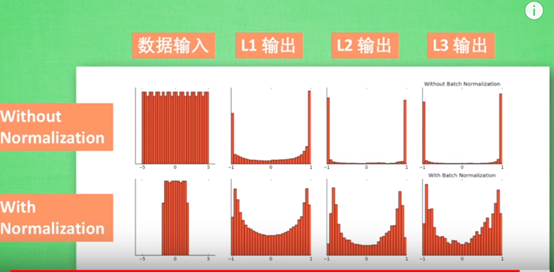 数据输入 L1 输出 L2 输出 L3 输出
Without Batch Normalization
Without
Normalization
-5 0 5 -1 0 1 -1 0 1 -1 0 1
With Batch Normalization
With
Normalization
-5 0 5 -1 0 1 -1 0 1 -1 0 1